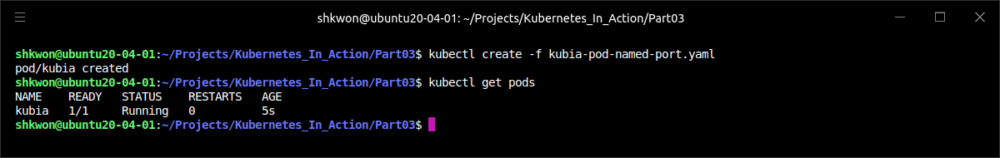 shkwon@ubuntu20-04-01: ~/Projects/Kubernetes_In_Action/Part03
shkwon@ubuntu20-04-01:~/Projects/Kubernetes_In_Action/Part03$ kubectl create -f kubia-pod-named-port.yaml
pod/kubia created
shkwon@ubuntu20-04-01:~/Projects/Kubernetes_In_Action/Part03$ kubectl get pods
NAME    READY   STATUS    RESTARTS   AGE
kubia   1/1     Running   0          5s
shkwon@ubuntu20-04-01:~/Projects/Kubernetes_In_Action/Part03$